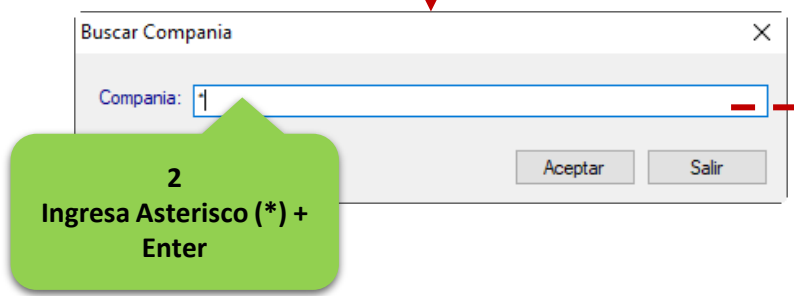 Buscar Compania
Compania: *
Aceptar Salir
2
Ingresa Asterisco (*) +
Enter